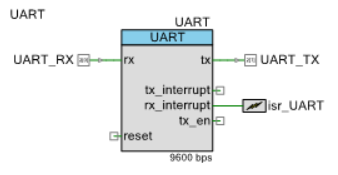 UART
UART
UART
UART_RX rx tx UART_TX
tx_interrupt
rx_interrupt isr_UART
tx_en
reset
9600 bps